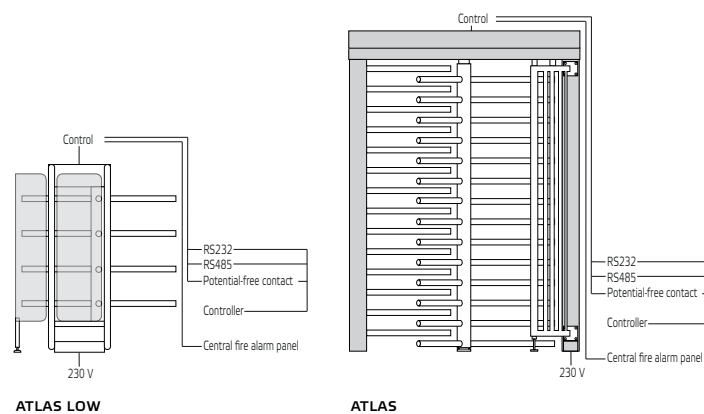 Control
RS232
RS485
Potential-free contact
Controller
Central fire alarm panel
230 V
ATLAS LOW
Control
RS232
RS485
Potential-free contact
Controller
Central fire alarm panel
230 V
ATLAS